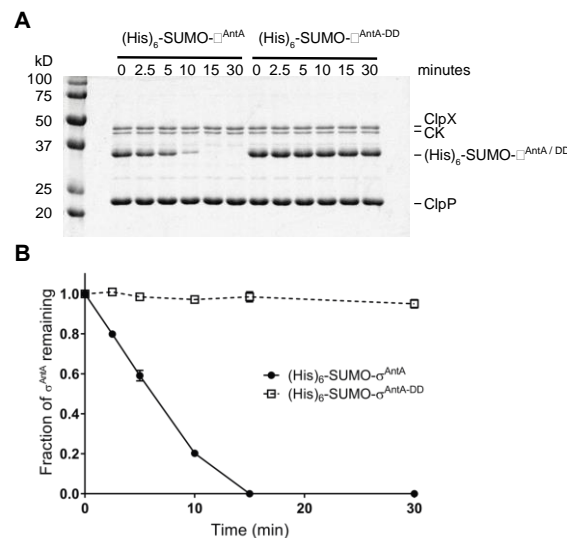 A
(His)₆-SUMO-□ᴬⁿᵗᴬ (His)₆-SUMO-□ᴬⁿᵗᴬ⁻ᴰᴰ
kD 0 2.5 5 10 15 30 0 2.5 5 10 15 30 minutes
100
75
50
37
25
20
ClpX
CK
(His)₆-SUMO-□ᴬⁿᵗᴬ ᐟ ᴰᴰ
ClpP
B
Fraction of σᴬⁿᵗᴬ remaining
1.0
0.8
0.6
0.4
0.2
0.0
(His)₆-SUMO-σᴬⁿᵗᴬ
(His)₆-SUMO-σᴬⁿᵗᴬ⁻ᴰᴰ
0 10 20 30
Time (min)